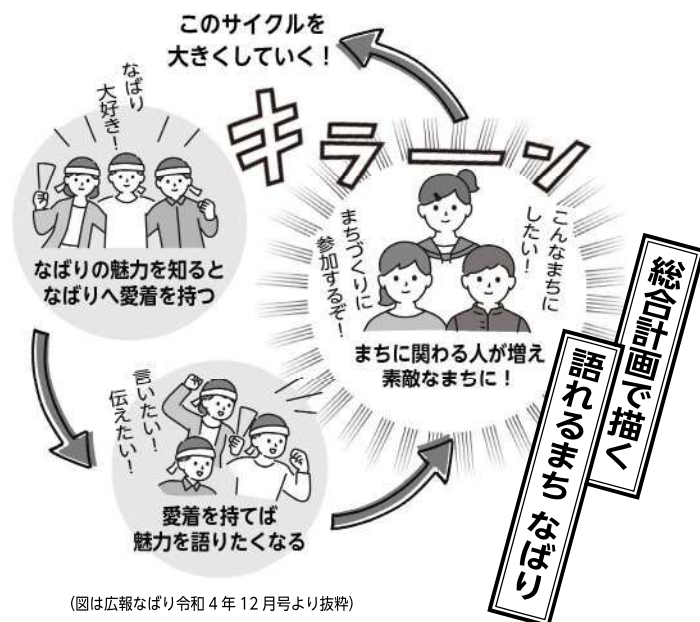 このサイクルを
大きくしていく！
キラーン
なばり
大好き！
なばりの魅力を知ると
なばりへ愛着を持つ
言いたい！
伝えたい！
愛着を持てば
魅力を語りたくなる
こんなまちに
したい！
まちづくりに
参加するぞ！
まちに関わる人が増え
素敵なまちに！
総合計画で描く
語れるまち なばり
（図は広報なばり令和４年12月号より抜粋）